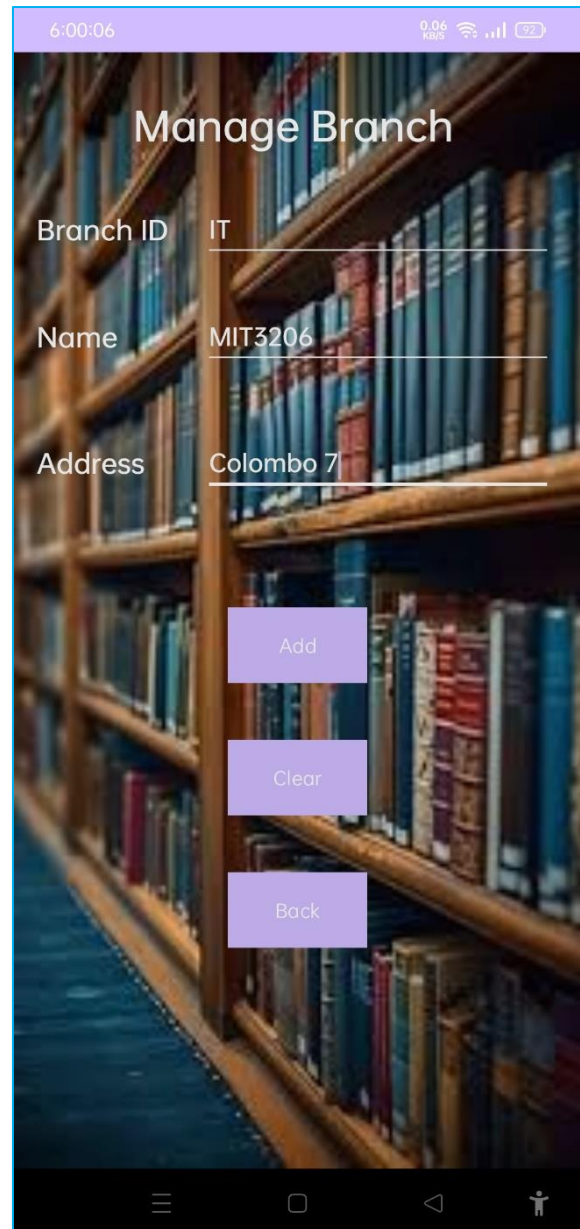 6:00:06 0.06 KB/S 92
Manage Branch
Branch ID IT
Name MIT3206
Address Colombo 7
Add
Clear
Back